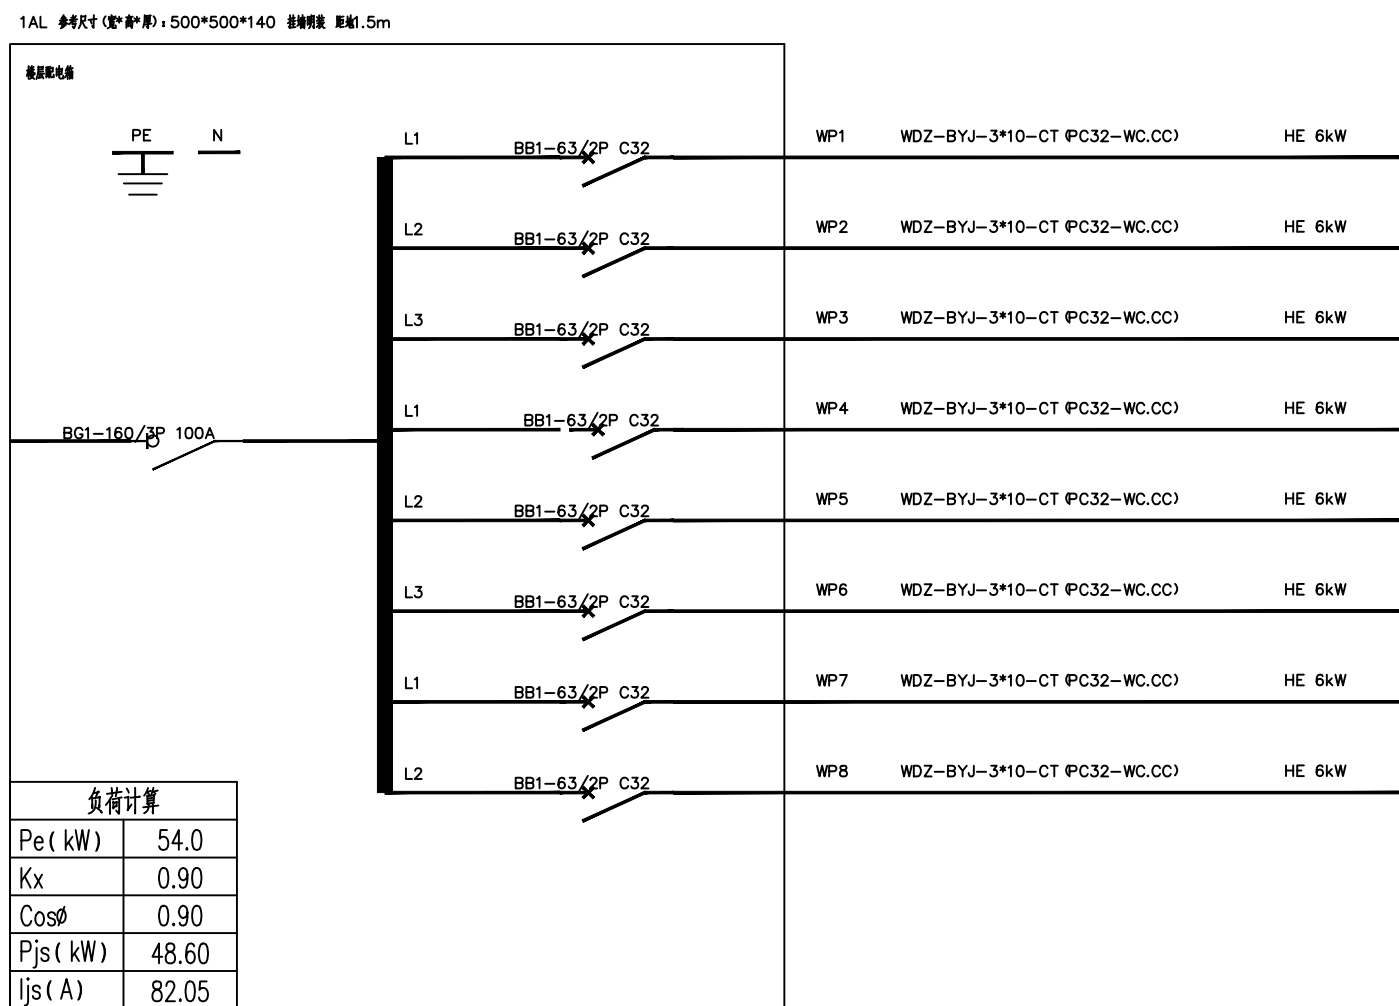 1AL 参考尺寸(宽*高*厚):500*500*140 挂墙明装 距地1.5m
楼层配电箱
PE N
L1 BB1-63/2P C32 WP1 WDZ-BYJ-3*10-CT(PC32-WC.CC) HE 6kW
L2 BB1-63/2P C32 WP2 WDZ-BYJ-3*10-CT(PC32-WC.CC) HE 6kW
L3 BB1-63/2P C32 WP3 WDZ-BYJ-3*10-CT(PC32-WC.CC) HE 6kW
L1 BB1-63/2P C32 WP4 WDZ-BYJ-3*10-CT(PC32-WC.CC) HE 6kW
BG1-160/3P 100A
L2 BB1-63/2P C32 WP5 WDZ-BYJ-3*10-CT(PC32-WC.CC) HE 6kW
L3 BB1-63/2P C32 WP6 WDZ-BYJ-3*10-CT(PC32-WC.CC) HE 6kW
L1 BB1-63/2P C32 WP7 WDZ-BYJ-3*10-CT(PC32-WC.CC) HE 6kW
L2 BB1-63/2P C32 WP8 WDZ-BYJ-3*10-CT(PC32-WC.CC) HE 6kW
负荷计算
Pe(kW) 54.0
Kx 0.90
CosØ 0.90
Pjs(kW) 48.60
Ijs(A) 82.05